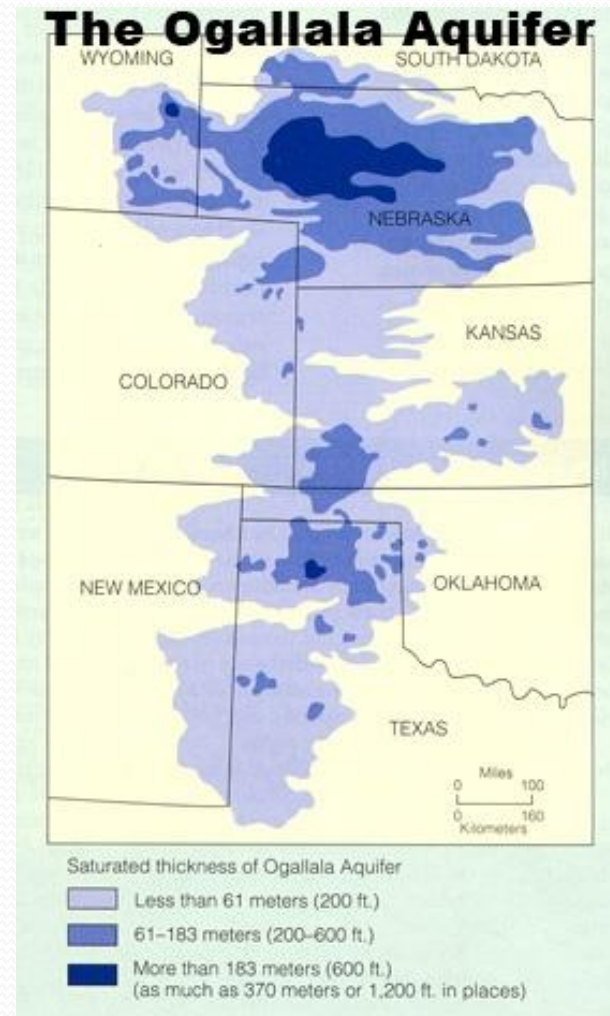 The Ogallala Aquifer
WYOMING
SOUTH DAKOTA
NEBRASKA
KANSAS
COLORADO
NEW MEXICO
OKLAHOMA
TEXAS
Miles
0 100
0 160
Kilometers
Saturated thickness of Ogallala Aquifer
Less than 61 meters (200 ft.)
61–183 meters (200–600 ft.)
More than 183 meters (600 ft.)
(as much as 370 meters or 1,200 ft. in places)